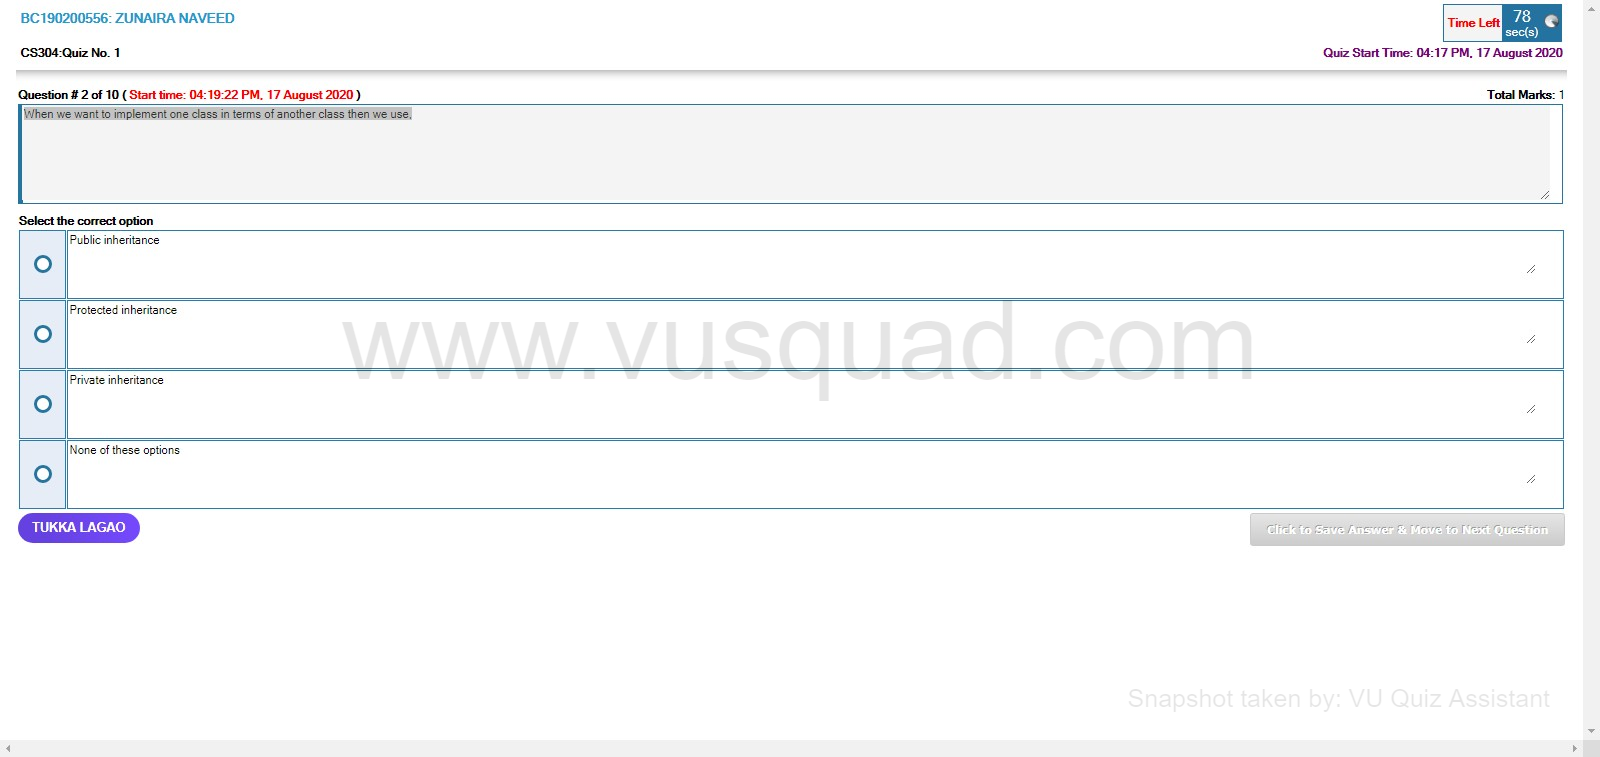 BC190200556: ZUNAIRA NAVEED
Time Left 78 sec(s)
CS304:Quiz No. 1
Quiz Start Time: 04:17 PM, 17 August 2020
Question # 2 of 10 ( Start time: 04:19:22 PM, 17 August 2020 )
Total Marks: 1
When we want to implement one class in terms of another class then we use,
Select the correct option
Public inheritance
Protected inheritance
www.vusquad.com
Private inheritance
None of these options
TUKKA LAGAO
Click to Save Answer & Move to Next Question
Snapshot taken by: VU Quiz Assistant